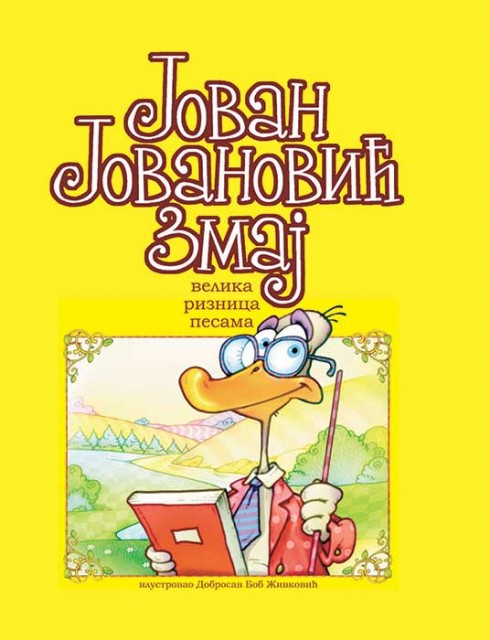 Јован
Јовановић
Змај
велика
ризница
песама
илустровао Добросав Боб Живковић